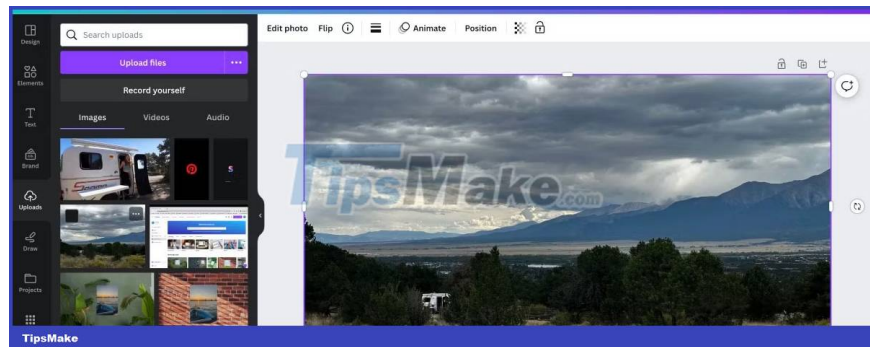 Design
Elements
Text
Brand
Uploads
Draw
Projects
Search uploads
Upload files
Record yourself
Images Videos Audio
Edit photo Flip Animate Position
TipsMake.com
TipsMake